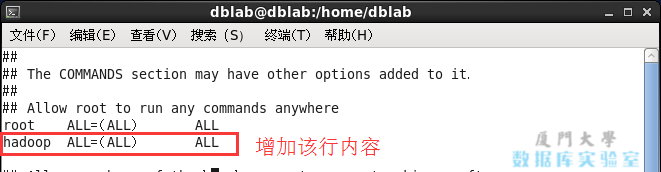 dblab@dblab:/home/dblab
文件(F) 编辑(E) 查看(V) 搜索 (S) 终端(T) 帮助(H)
##
## The COMMANDS section may have other options added to it.
##
## Allow root to run any commands anywhere
root ALL=(ALL) ALL
hadoop ALL=(ALL) ALL
增加该行内容
厦門大學
数据库实验室